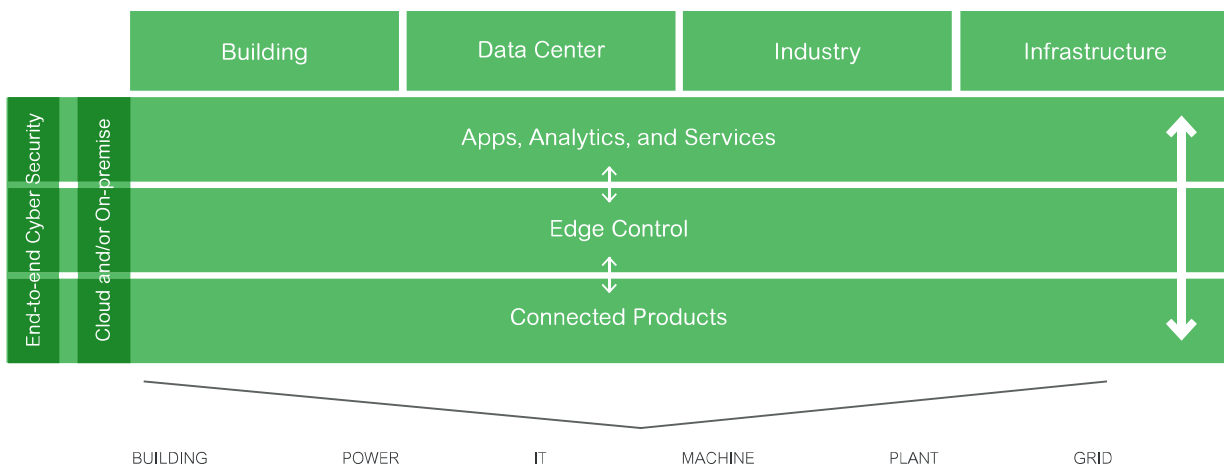 Building
Data Center
Industry
Infrastructure
End-to-end Cyber Security
Cloud and/or On-premise
Apps, Analytics, and Services
Edge Control
Connected Products
BUILDING
POWER
IT
MACHINE
PLANT
GRID